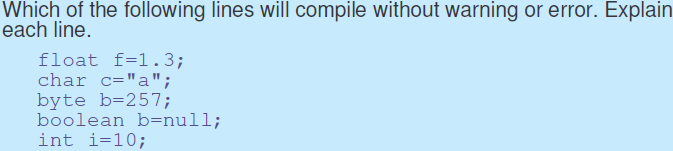 Which of the following lines will compile without warning or error. Explain
each line.
float f=1.3;
char c="a";
byte b=257;
boolean b=null;
int i=10;